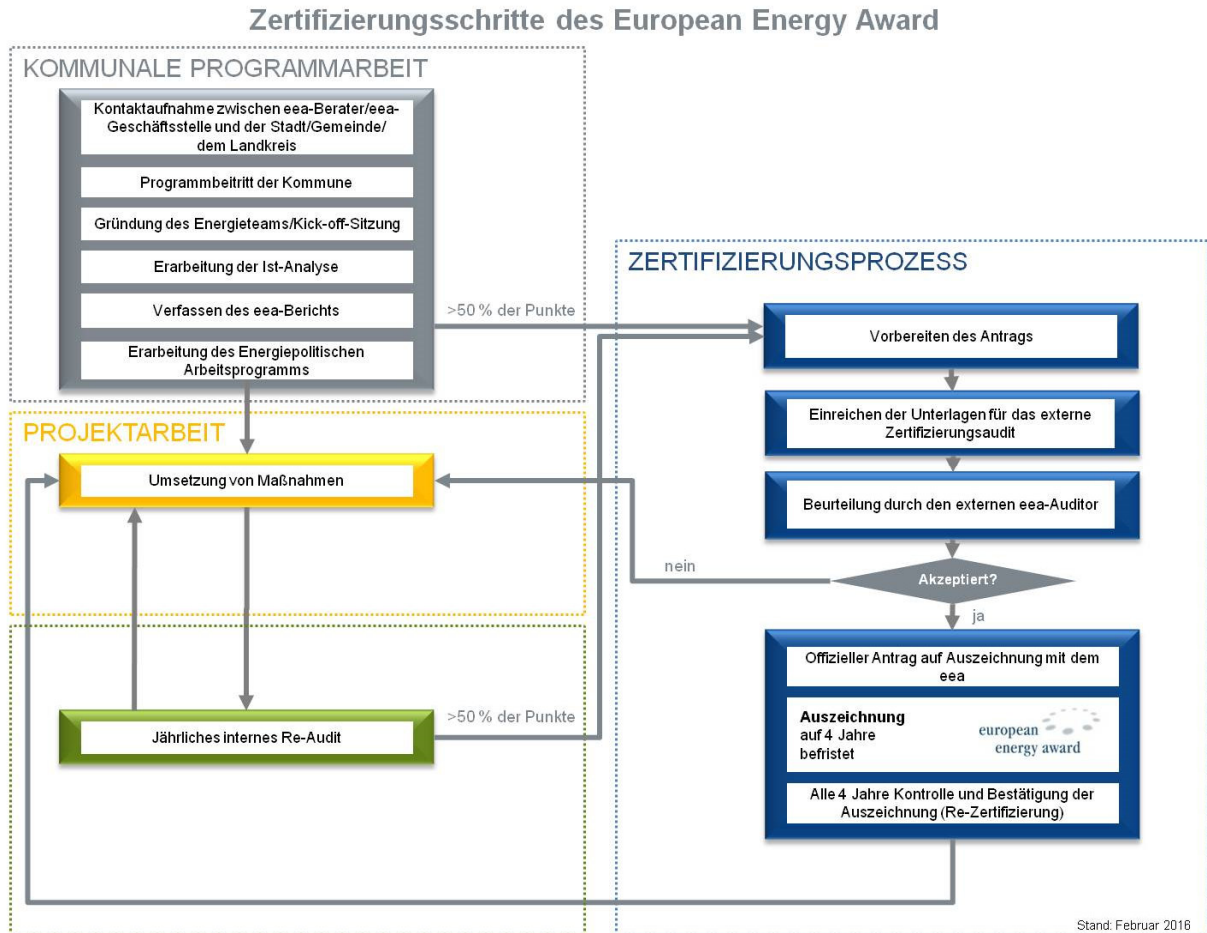 Zertifizierungsschritte des European Energy Award
KOMMUNALE PROGRAMMARBEIT
Kontaktaufnahme zwischen eea-Berater/eea-
Geschäftsstelle und der Stadt/Gemeinde/
dem Landkreis
Programmbeitritt der Kommune
Gründung des Energieteams/Kick-off-Sitzung
Erarbeitung der Ist-Analyse
Verfassen des eea-Berichts
Erarbeitung des Energiepolitischen
Arbeitsprogramms
>50 % der Punkte
PROJEKTARBEIT
Umsetzung von Maßnahmen
Jährliches internes Re-Audit
>50 % der Punkte
ZERTIFIZIERUNGSPROZESS
Vorbereiten des Antrags
Einreichen der Unterlagen für das externe
Zertifizierungsaudit
Beurteilung durch den externen eea-Auditor
Akzeptiert?
nein
ja
Offizieller Antrag auf Auszeichnung mit dem
eea
Auszeichnung
auf 4 Jahre
befristet
european
energy award
Alle 4 Jahre Kontrolle und Bestätigung der
Auszeichnung (Re-Zertifizierung)
Stand: Februar 2016